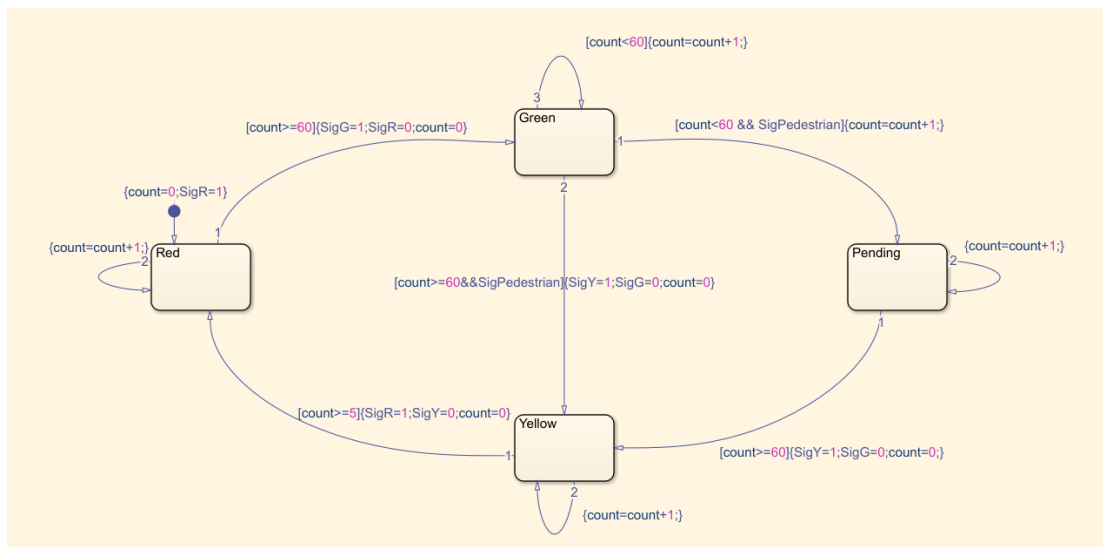 [count<60]{count=count+1;}
3
Green
[count>=60]{SigG=1;SigR=0;count=0}
[count<60 && SigPedestrian]{count=count+1;}
1
2
{count=0;SigR=1}
1
{count=count+1;}
2
Red
Pending
2
{count=count+1;}
[count>=60&&SigPedestrian]{SigY=1;SigG=0;count=0}
1
[count>=5]{SigR=1;SigY=0;count=0}
Yellow
1
[count>=60]{SigY=1;SigG=0;count=0;}
2
{count=count+1;}